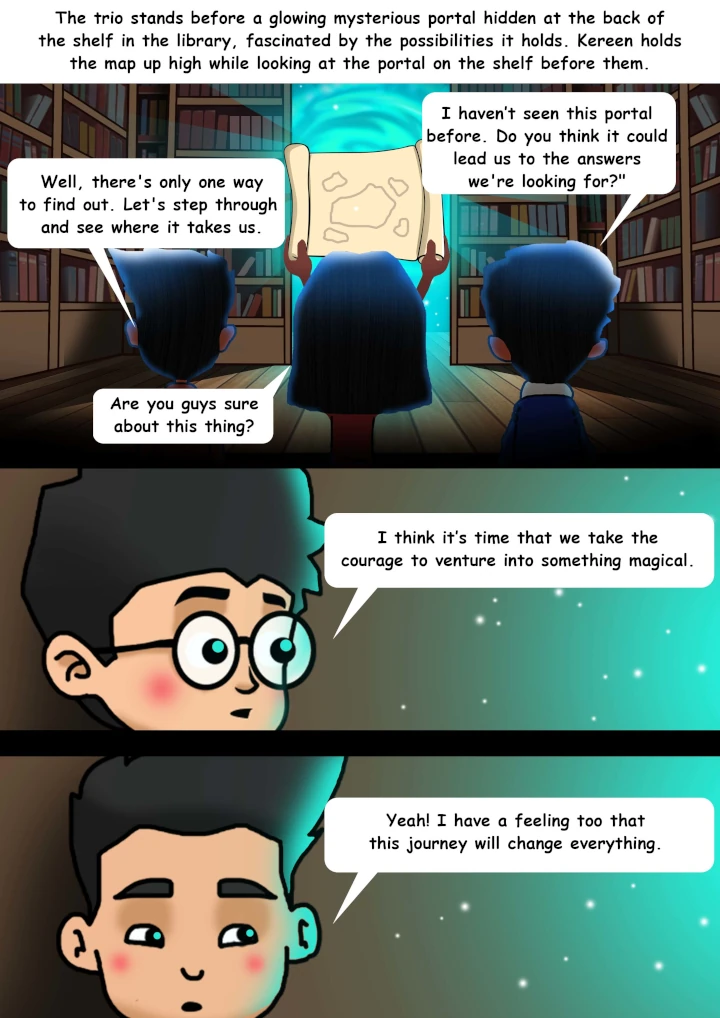 The trio stands before a glowing mysterious portal hidden at the back of
the shelf in the library, fascinated by the possibilities it holds. Kereen holds
the map up high while looking at the portal on the shelf before them.
I haven't seen this portal
before. Do you think it could
lead us to the answers
we're looking for?"
Well, there's only one way
to find out. Let's step through
and see where it takes us.
Are you guys sure
about this thing?
I think it's time that we take the
courage to venture into something magical.
Yeah! I have a feeling too that
this journey will change everything.